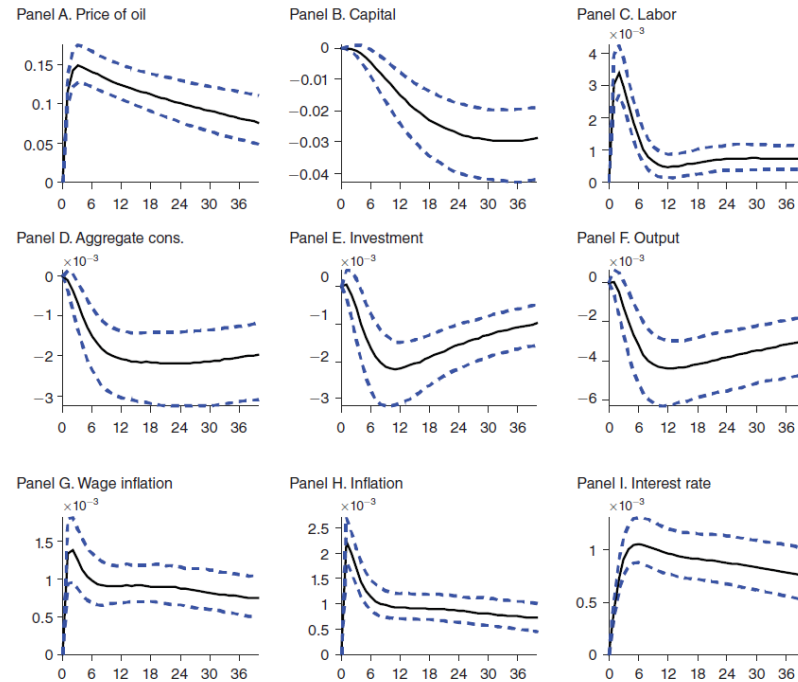 Panel A. Price of oil
0.15
0.1
0.05
0
0 6 12 18 24 30 36
Panel B. Capital
0
−0.01
−0.02
−0.03
−0.04
0 6 12 18 24 30 36
Panel C. Labor
×10⁻³
4
3
2
1
0
0 6 12 18 24 30 36
Panel D. Aggregate cons.
×10⁻³
0
−1
−2
−3
0 6 12 18 24 30 36
Panel E. Investment
×10⁻³
0
−1
−2
−3
0 6 12 18 24 30 36
Panel F. Output
×10⁻³
0
−2
−4
−6
0 6 12 18 24 30 36
Panel G. Wage inflation
×10⁻³
1.5
1
0.5
0
0 6 12 18 24 30 36
Panel H. Inflation
×10⁻³
2.5
2
1.5
1
0.5
0
0 6 12 18 24 30 36
Panel I. Interest rate
×10⁻³
1
0.5
0
0 6 12 18 24 30 36